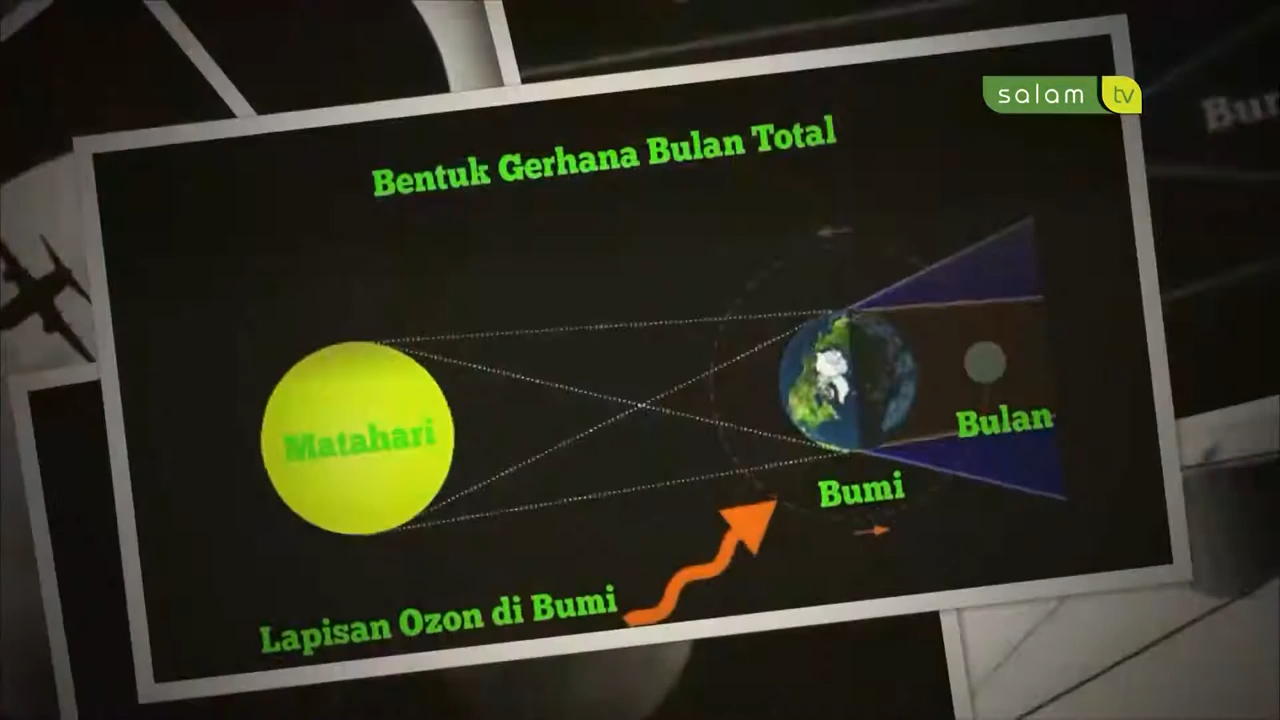 salam tv
Bentuk Gerhana Bulan Total
Matahari
Bulan
Bumi
Lapisan Ozon di Bumi